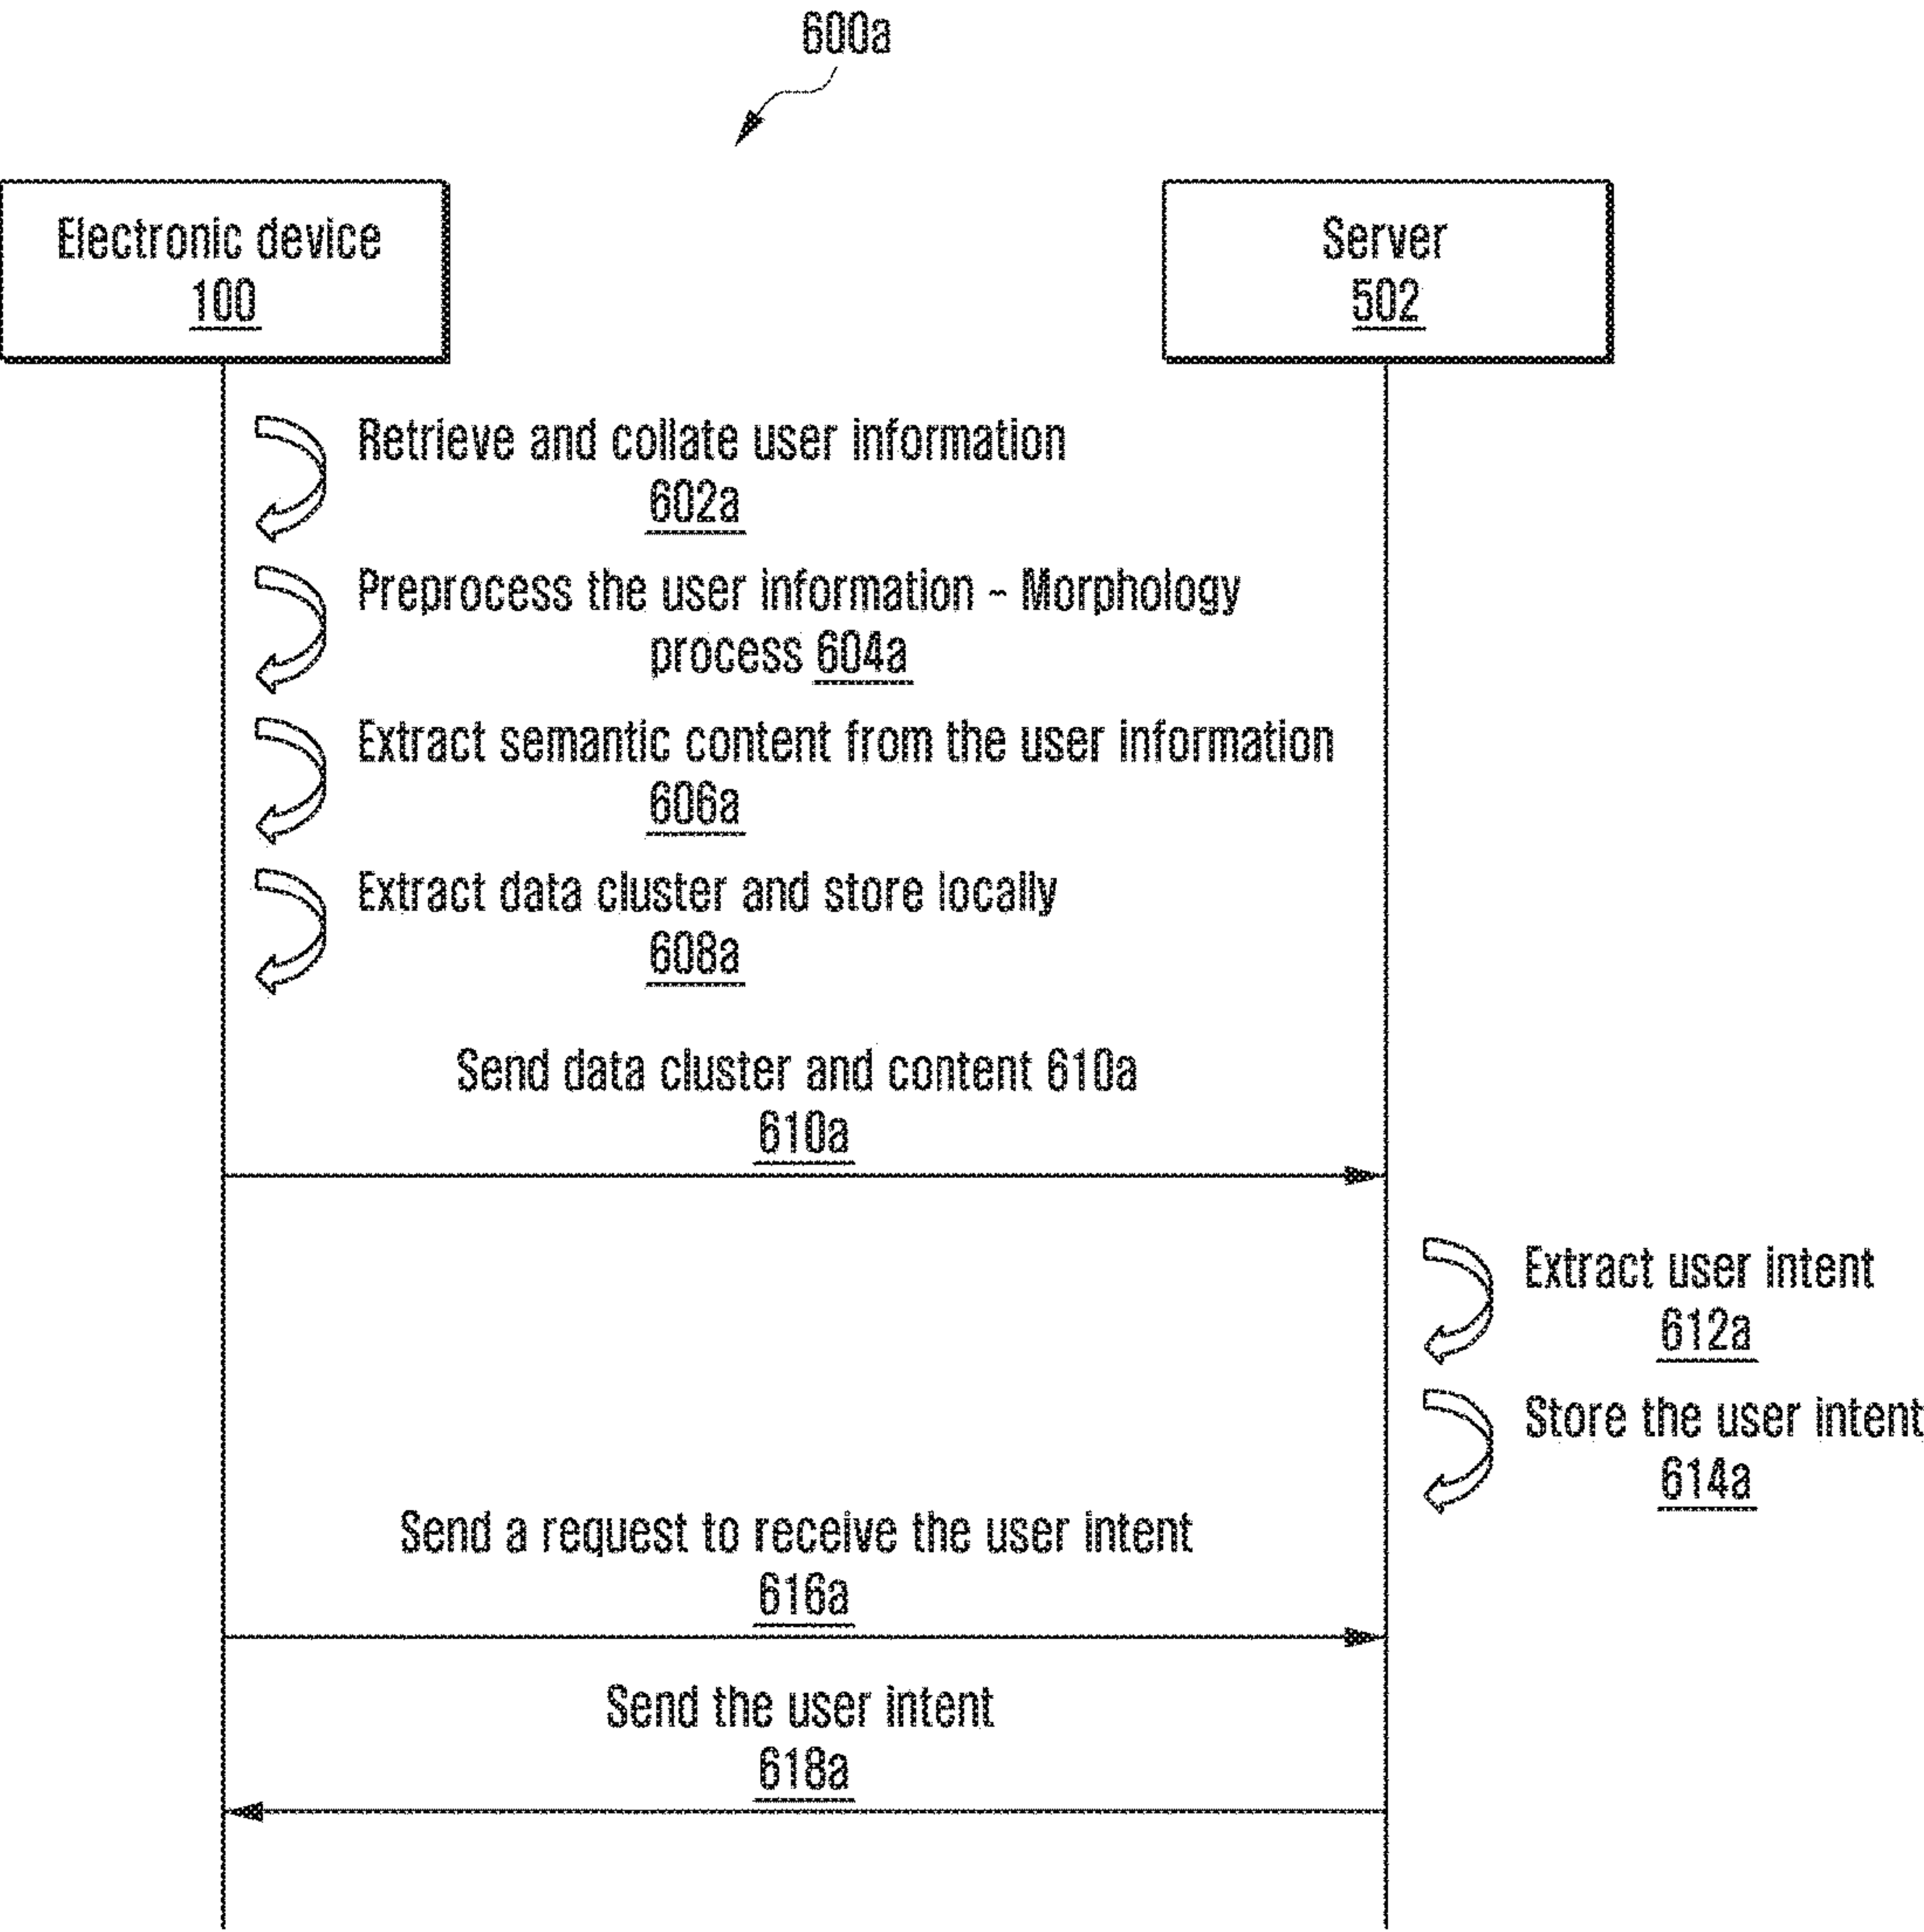 600a
Electronic device
100
Server
502
Retrieve and collate user information
602a
Preprocess the user information ~ Morphology
process 604a
Extract semantic content from the user information
606a
Extract data cluster and store locally
608a
Send data cluster and content 610a
610a
Extract user intent
612a
Store the user intent
614a
Send a request to receive the user intent
616a
Send the user intent
618a